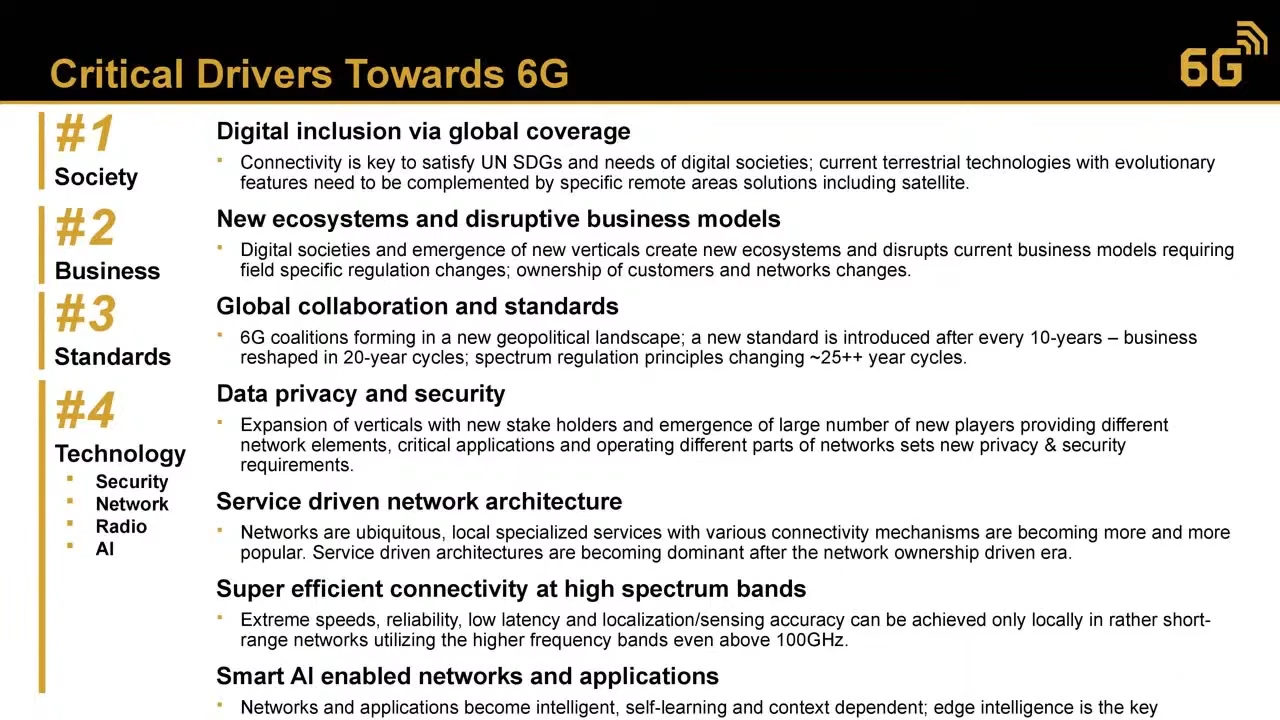 Critical Drivers Towards 6G
6G
#1
Society
Digital inclusion via global coverage
Connectivity is key to satisfy UN SDGs and needs of digital societies; current terrestrial technologies with evolutionary
features need to be complemented by specific remote areas solutions including satellite.
#2
Business
New ecosystems and disruptive business models
Digital societies and emergence of new verticals create new ecosystems and disrupts current business models requiring
field specific regulation changes; ownership of customers and networks changes.
#3
Standards
Global collaboration and standards
6G coalitions forming in a new geopolitical landscape; a new standard is introduced after every 10-years – business
reshaped in 20-year cycles; spectrum regulation principles changing ~25++ year cycles.
#4
Technology
Security
Network
Radio
AI
Data privacy and security
Expansion of verticals with new stake holders and emergence of large number of new players providing different
network elements, critical applications and operating different parts of networks sets new privacy & security
requirements.
Service driven network architecture
Networks are ubiquitous, local specialized services with various connectivity mechanisms are becoming more and more
popular. Service driven architectures are becoming dominant after the network ownership driven era.
Super efficient connectivity at high spectrum bands
Extreme speeds, reliability, low latency and localization/sensing accuracy can be achieved only locally in rather short-
range networks utilizing the higher frequency bands even above 100GHz.
Smart AI enabled networks and applications
Networks and applications become intelligent, self-learning and context dependent; edge intelligence is the key